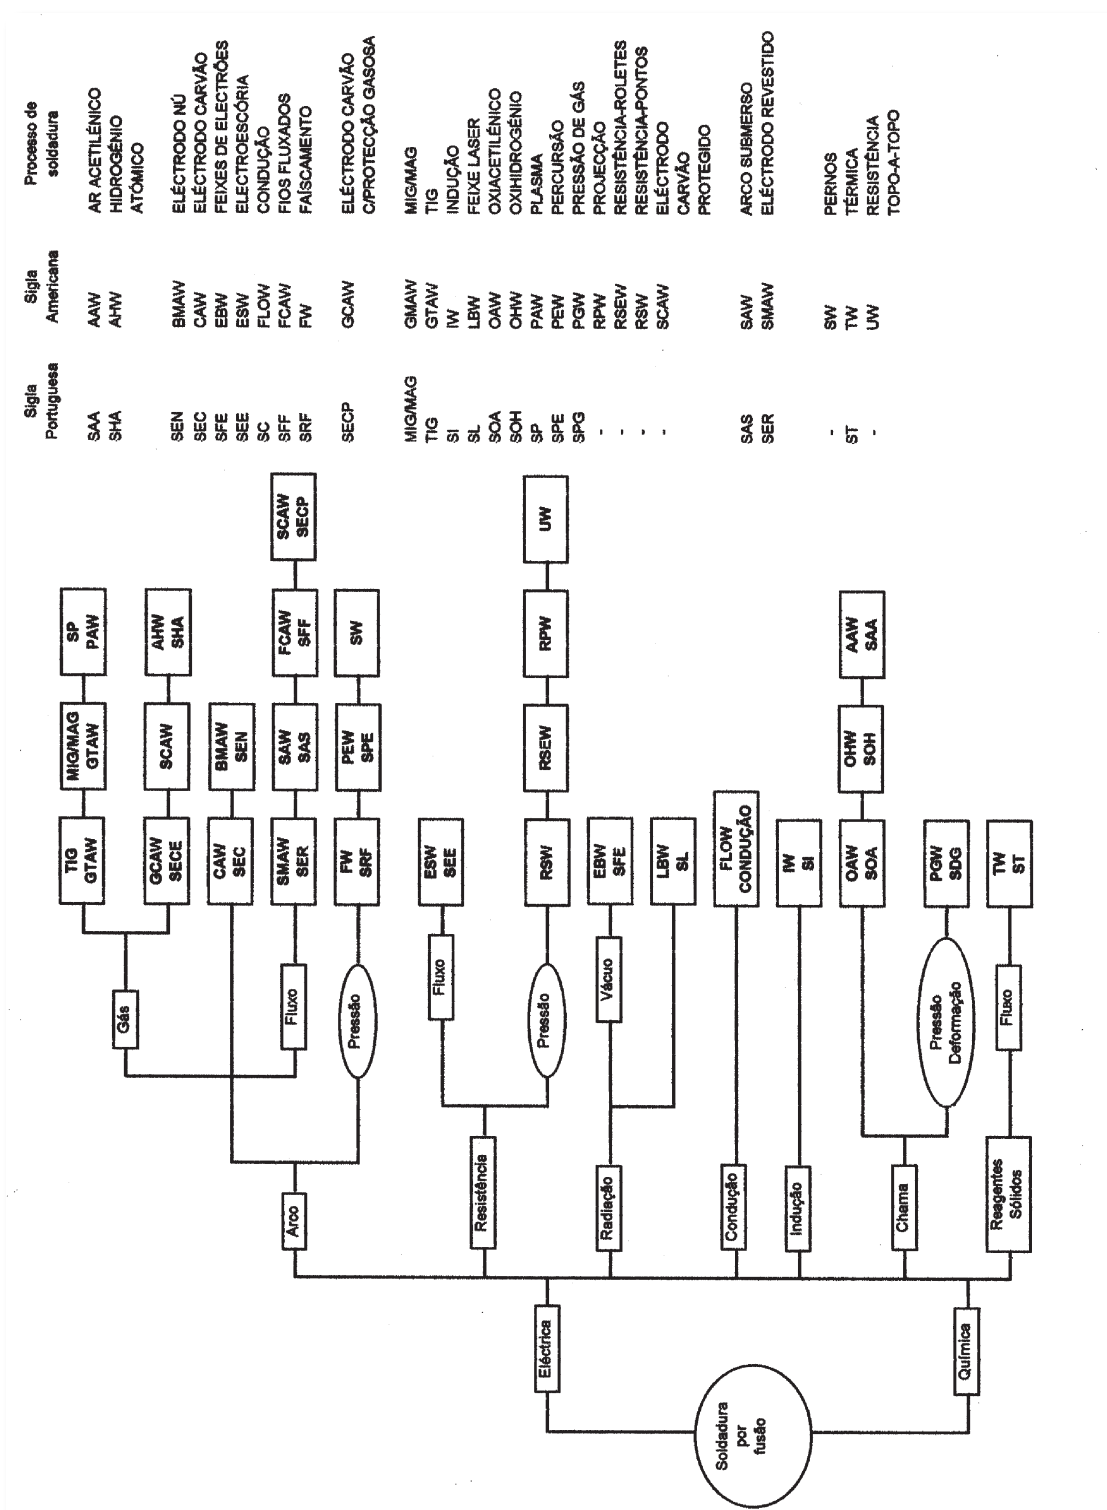 Soldadura
por
fusão
Eléctrica
Química
Arco
Resistência
Radiação
Condução
Indução
Chama
Reagentes
Sólidos
Gás
Fluxo
Pressão
Fluxo
Pressão
Vácuo
Pressão
Deformação
Fluxo
TIG
GTAW
MIG/MAG
GTAW
SP
PAW
GCAW
SECE
SCAW
AHW
SHA
CAW
SEC
BMAW
SEN
SMAW
SER
SAW
SAS
FCAW
SFF
SCAW
SECP
FW
SRF
PEW
SPE
SW
ESW
SEE
RSW
RSEW
RPW
UW
EBW
SFE
LBW
SL
FLOW
CONDUÇÃO
IW
SI
OAW
SOA
OHW
SOH
AAW
SAA
PGW
SDG
TW
ST
Sigla Sigla Processo de
Portuguesa Americana soldadura
SAA AAW AR ACETILÉNICO
SHA AHW HIDROGÉNIO
ATÓMICO
SEN BMAW ELÉCTRODO NÚ
SEC CAW ELÉCTRODO CARVÃO
SFE EBW FEIXES DE ELECTRÕES
SEE ESW ELECTROESCÓRIA
SC FLOW CONDUÇÃO
SFF FCAW FIOS FLUXADOS
SRF FW FAÍSCAMENTO
SECP GCAW ELÉCTRODO CARVÃO
C/PROTECÇÃO GASOSA
MIG/MAG GMAW MIG/MAG
TIG GTAW TIG
SI IW INDUÇÃO
SL LBW FEIXE LASER
SOA OAW OXIACETILÉNICO
SOH OHW OXIHIDROGÉNIO
SP PAW PLASMA
SPE PEW PERCURSÃO
SPG PGW PRESSÃO DE GÁS
- RPW PROJECÇÃO
- RSEW RESISTÊNCIA-ROLETES
- RSW RESISTÊNCIA-PONTOS
- SCAW ELÉCTRODO
CARVÃO
PROTEGIDO
SAS SAW ARCO SUBMERSO
SER SMAW ELÉCTRODO REVESTIDO
- SW PERNOS
ST TW TÉRMICA
- UW RESISTÊNCIA
TOPO-A-TOPO